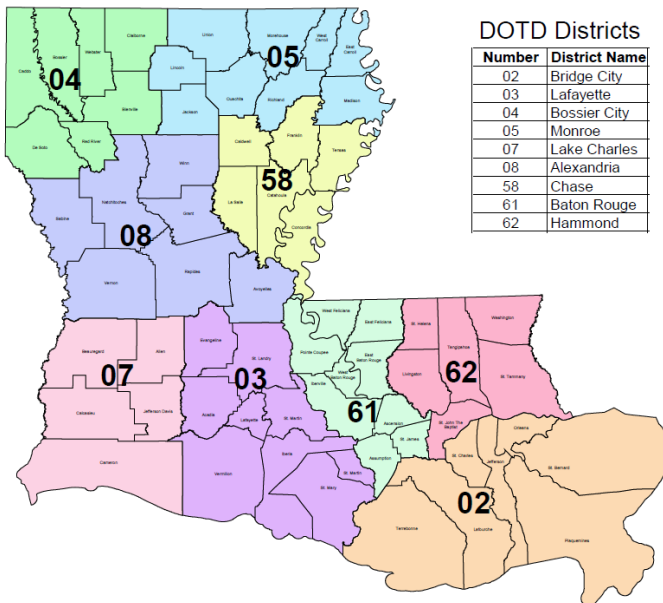 DOTD Districts
Number District Name
02 Bridge City
03 Lafayette
04 Bossier City
05 Monroe
07 Lake Charles
08 Alexandria
58 Chase
61 Baton Rouge
62 Hammond
Claiborne
Union
Morehouse
West
Carroll
East
Carroll
Caddo
Bossier
Webster
04
05
Lincoln
Bienville
Jackson
Ouachita
Richland
Madison
De Soto
Red River
Caldwell
Franklin
Tensas
Winn
58
Sabine
Natchitoches
Grant
La Salle
Catahoula
Concordia
08
Vernon
Rapides
Avoyelles
Beauregard
Allen
Evangeline
St. Landry
07
03
Calcasieu
Jefferson Davis
Acadia
Lafayette
St. Martin
Cameron
Vermilion
Iberia
St. Martin
St. Mary
West Feliciana
East Feliciana
Pointe Coupee
West
Baton Rouge
East
Baton Rouge
Iberville
61
Ascension
St. James
Assumption
St. Helena
Washington
Tangipahoa
Livingston
62
St. Tammany
St. John The
Baptist
Orleans
St. Charles
Jefferson
St. Bernard
02
Terrebonne
Lafourche
Plaquemines